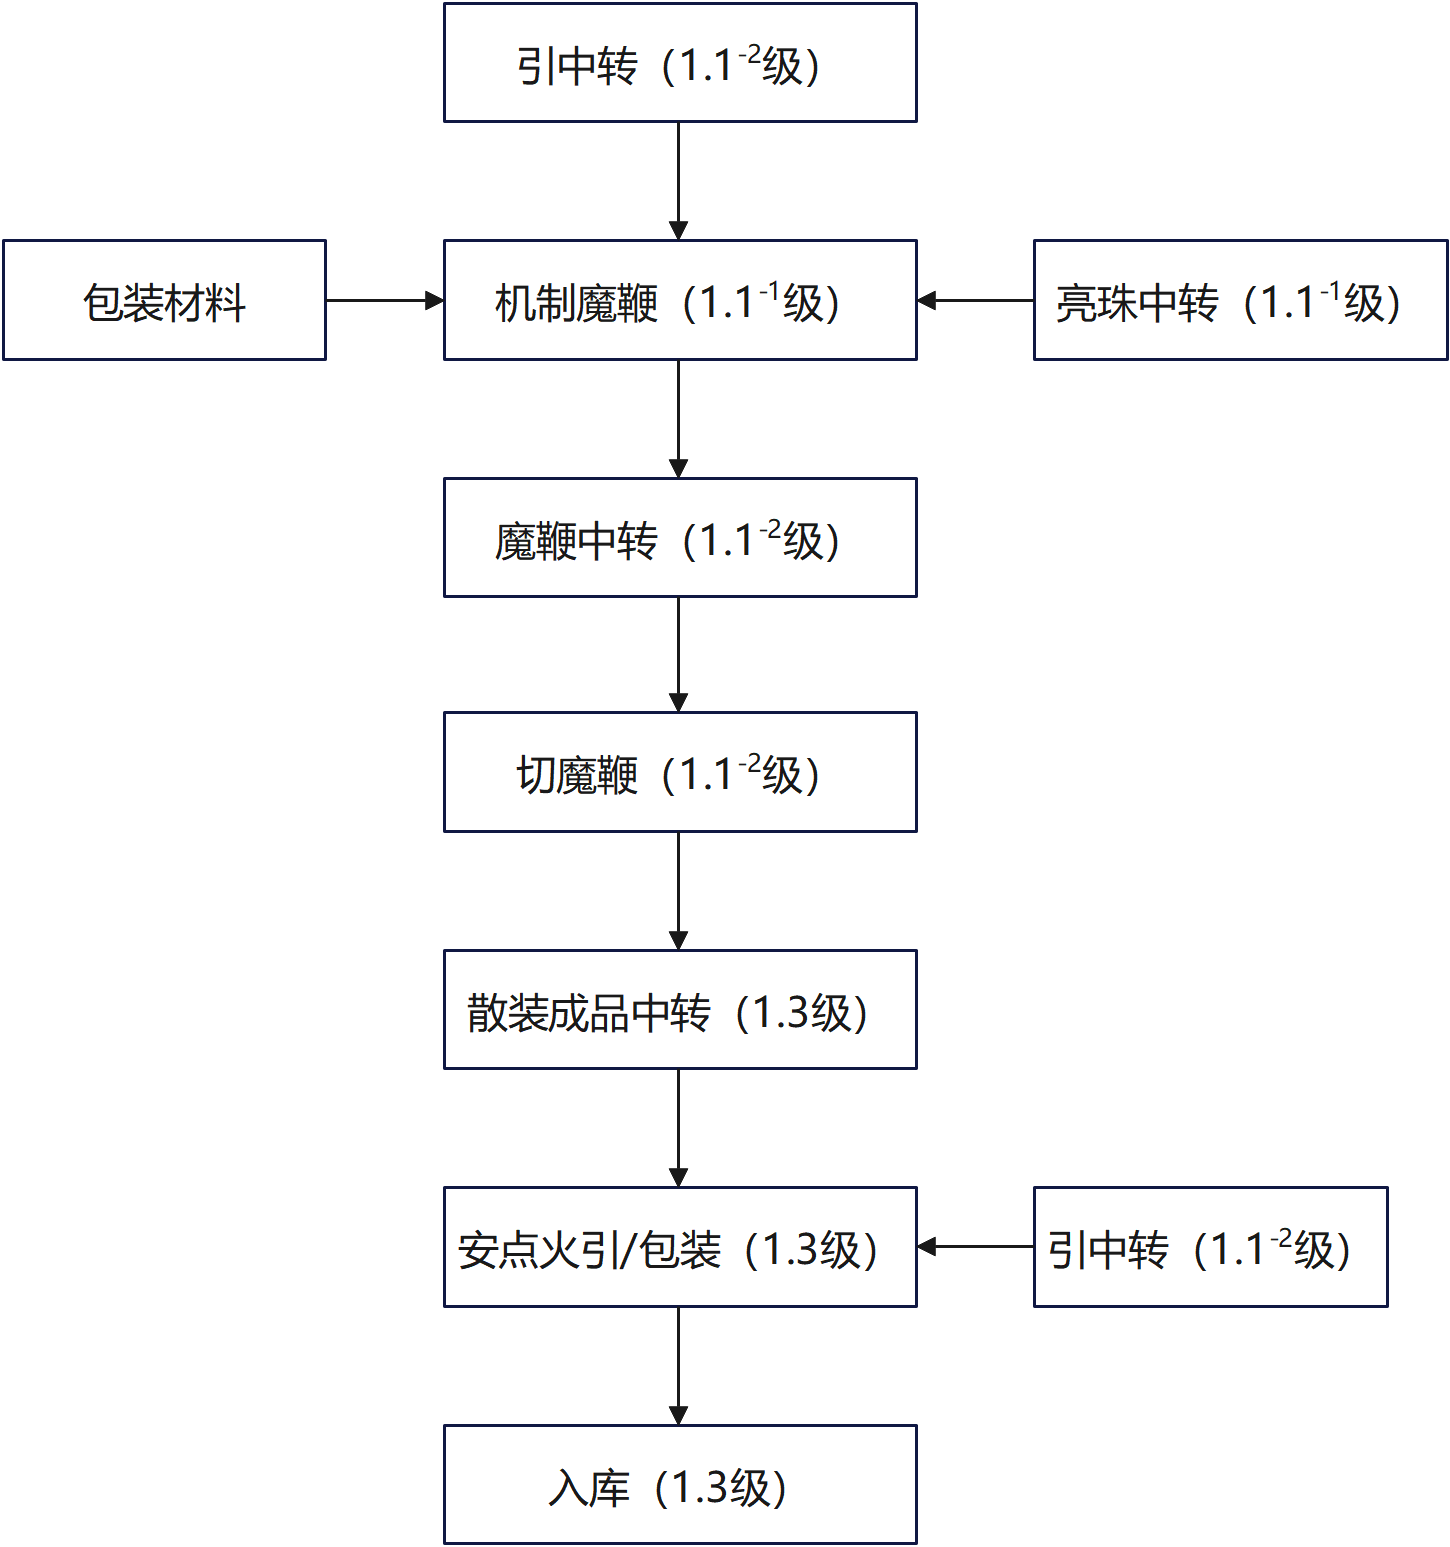 引中转（1.1⁻²级）
包装材料
机制魔鞭（1.1⁻¹级）
亮珠中转（1.1⁻¹级）
魔鞭中转（1.1⁻²级）
切魔鞭（1.1⁻²级）
散装成品中转（1.3级）
安点火引/包装（1.3级）
引中转（1.1⁻²级）
入库（1.3级）